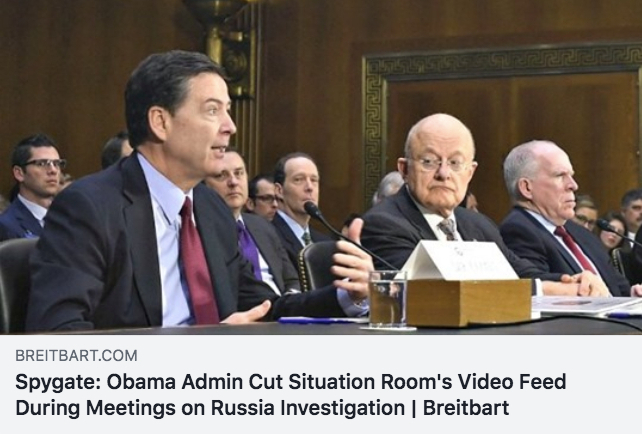 BREITBART.COM
Spygate: Obama Admin Cut Situation Room's Video Feed
During Meetings on Russia Investigation | Breitbart